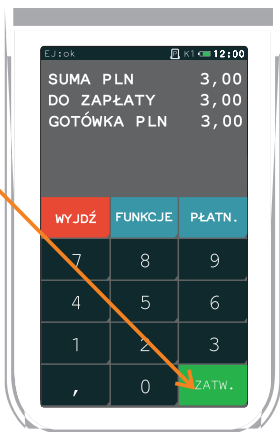 EJ:ok P K1 12:00
SUMA PLN 3,00
DO ZAPŁATY 3,00
GOTÓWKA PLN 3,00
WYJDŹ FUNKCJE PŁATN.
7 8 9
4 5 6
1 2 3
, 0 ZATW.